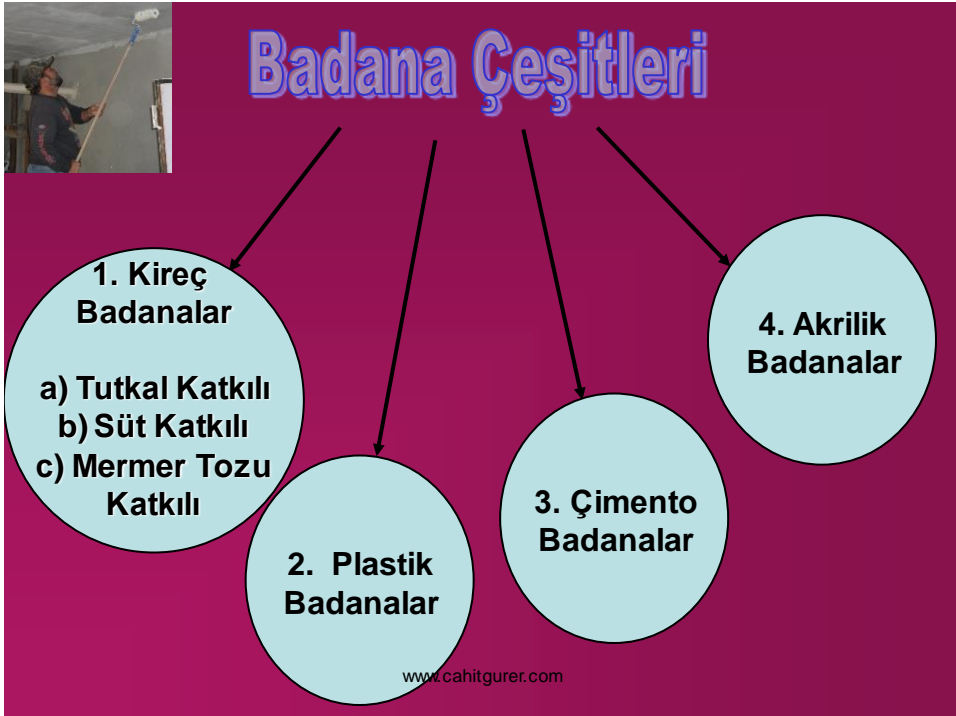 Badana Çeşitleri
1. Kireç
Badanalar
a) Tutkal Katkılı
b) Süt Katkılı
c) Mermer Tozu
Katkılı
2. Plastik
Badanalar
3. Çimento
Badanalar
4. Akrilik
Badanalar
www.cahitgurer.com